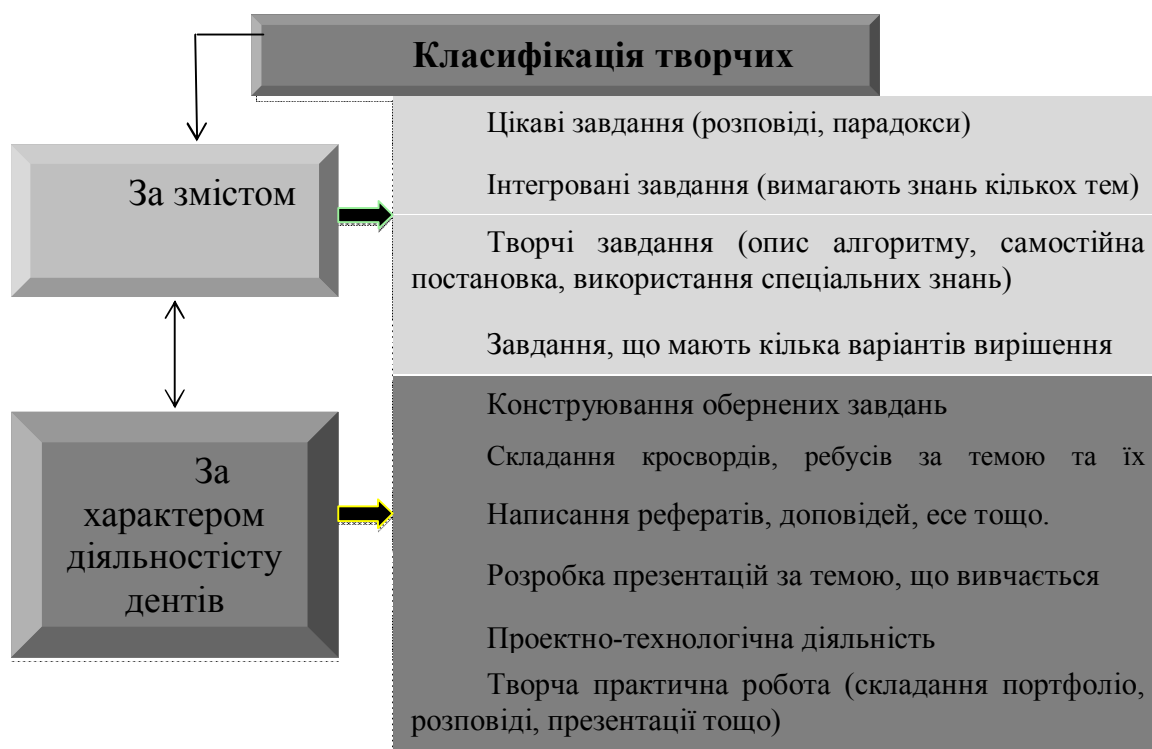 Класифікація творчих
За змістом
Цікаві завдання (розповіді, парадокси)
Інтегровані завдання (вимагають знань кількох тем)
Творчі завдання (опис алгоритму, самостійна
постановка, використання спеціальних знань)
Завдання, що мають кілька варіантів вирішення
За
характером
діяльностісту
дентів
Конструювання обернених завдань
Складання кросвордів, ребусів за темою та їх
Написання рефератів, доповідей, есе тощо.
Розробка презентацій за темою, що вивчається
Проектно-технологічна діяльність
Творча практична робота (складання портфоліо,
розповіді, презентації тощо)